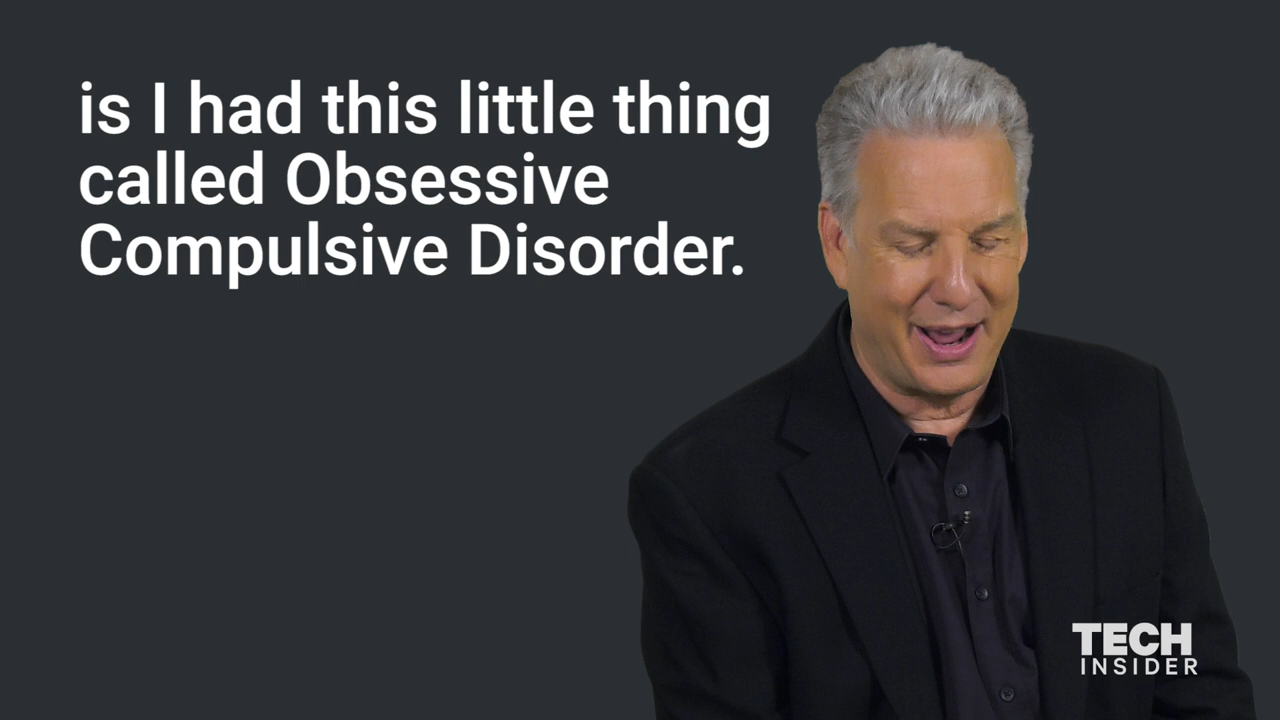 is I had this little thing
called Obsessive
Compulsive Disorder.
TECH
INSIDER